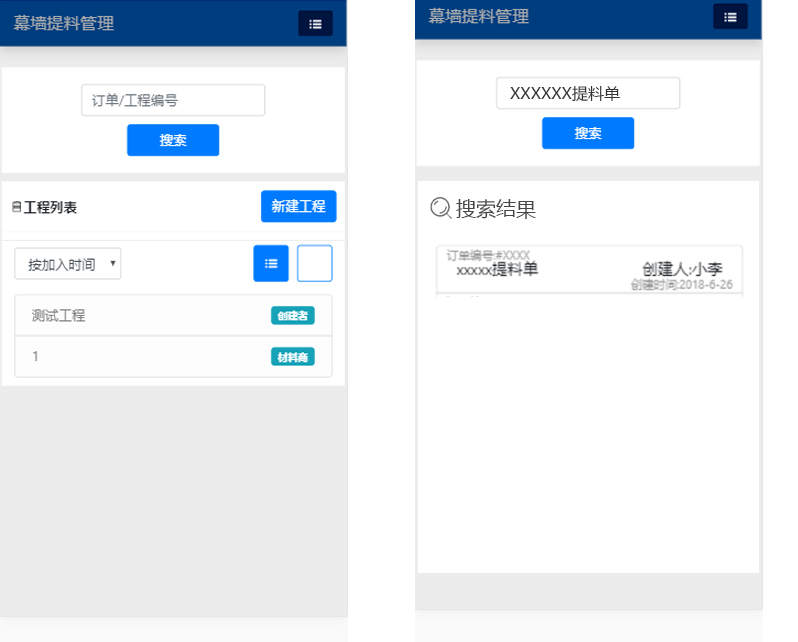 幕墙提料管理
订单/工程编号
搜索
工程列表
新建工程
按加入时间
测试工程
创建者
1
材料商
幕墙提料管理
XXXXXX提料单
搜索
搜索结果
订单编号:#XXXX
xxxxx提料单
创建人:小李
创建时间:2018-6-26